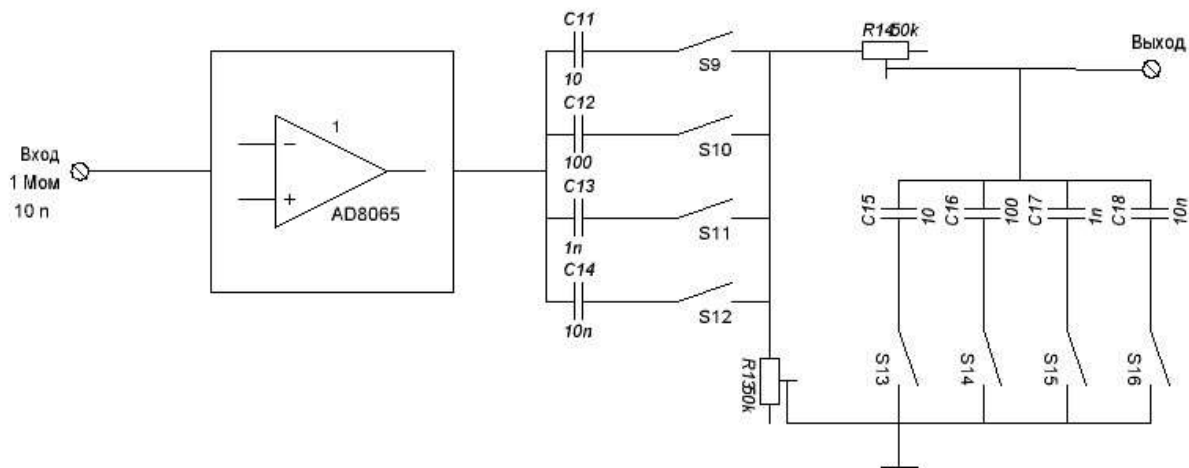 C11
10
S9
R14 50k
Выход
C12
100
S10
Вход
1 Мом
10 п
1
−
+
AD8065
C13
1n
S11
C14
10n
S12
C15
10
C16
100
C17
1n
C18
10n
R13 50k
S13
S14
S15
S16